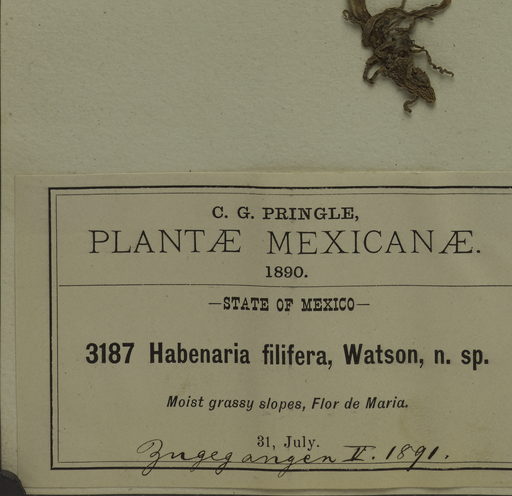 C. G. PRINGLE,
PLANTÆ MEXICANÆ.
1890.
—STATE OF MEXICO—
3187 Habenaria filifera, Watson, n. sp.
Moist grassy slopes, Flor de Maria.
31, July.
Zugegangen V. 1891.